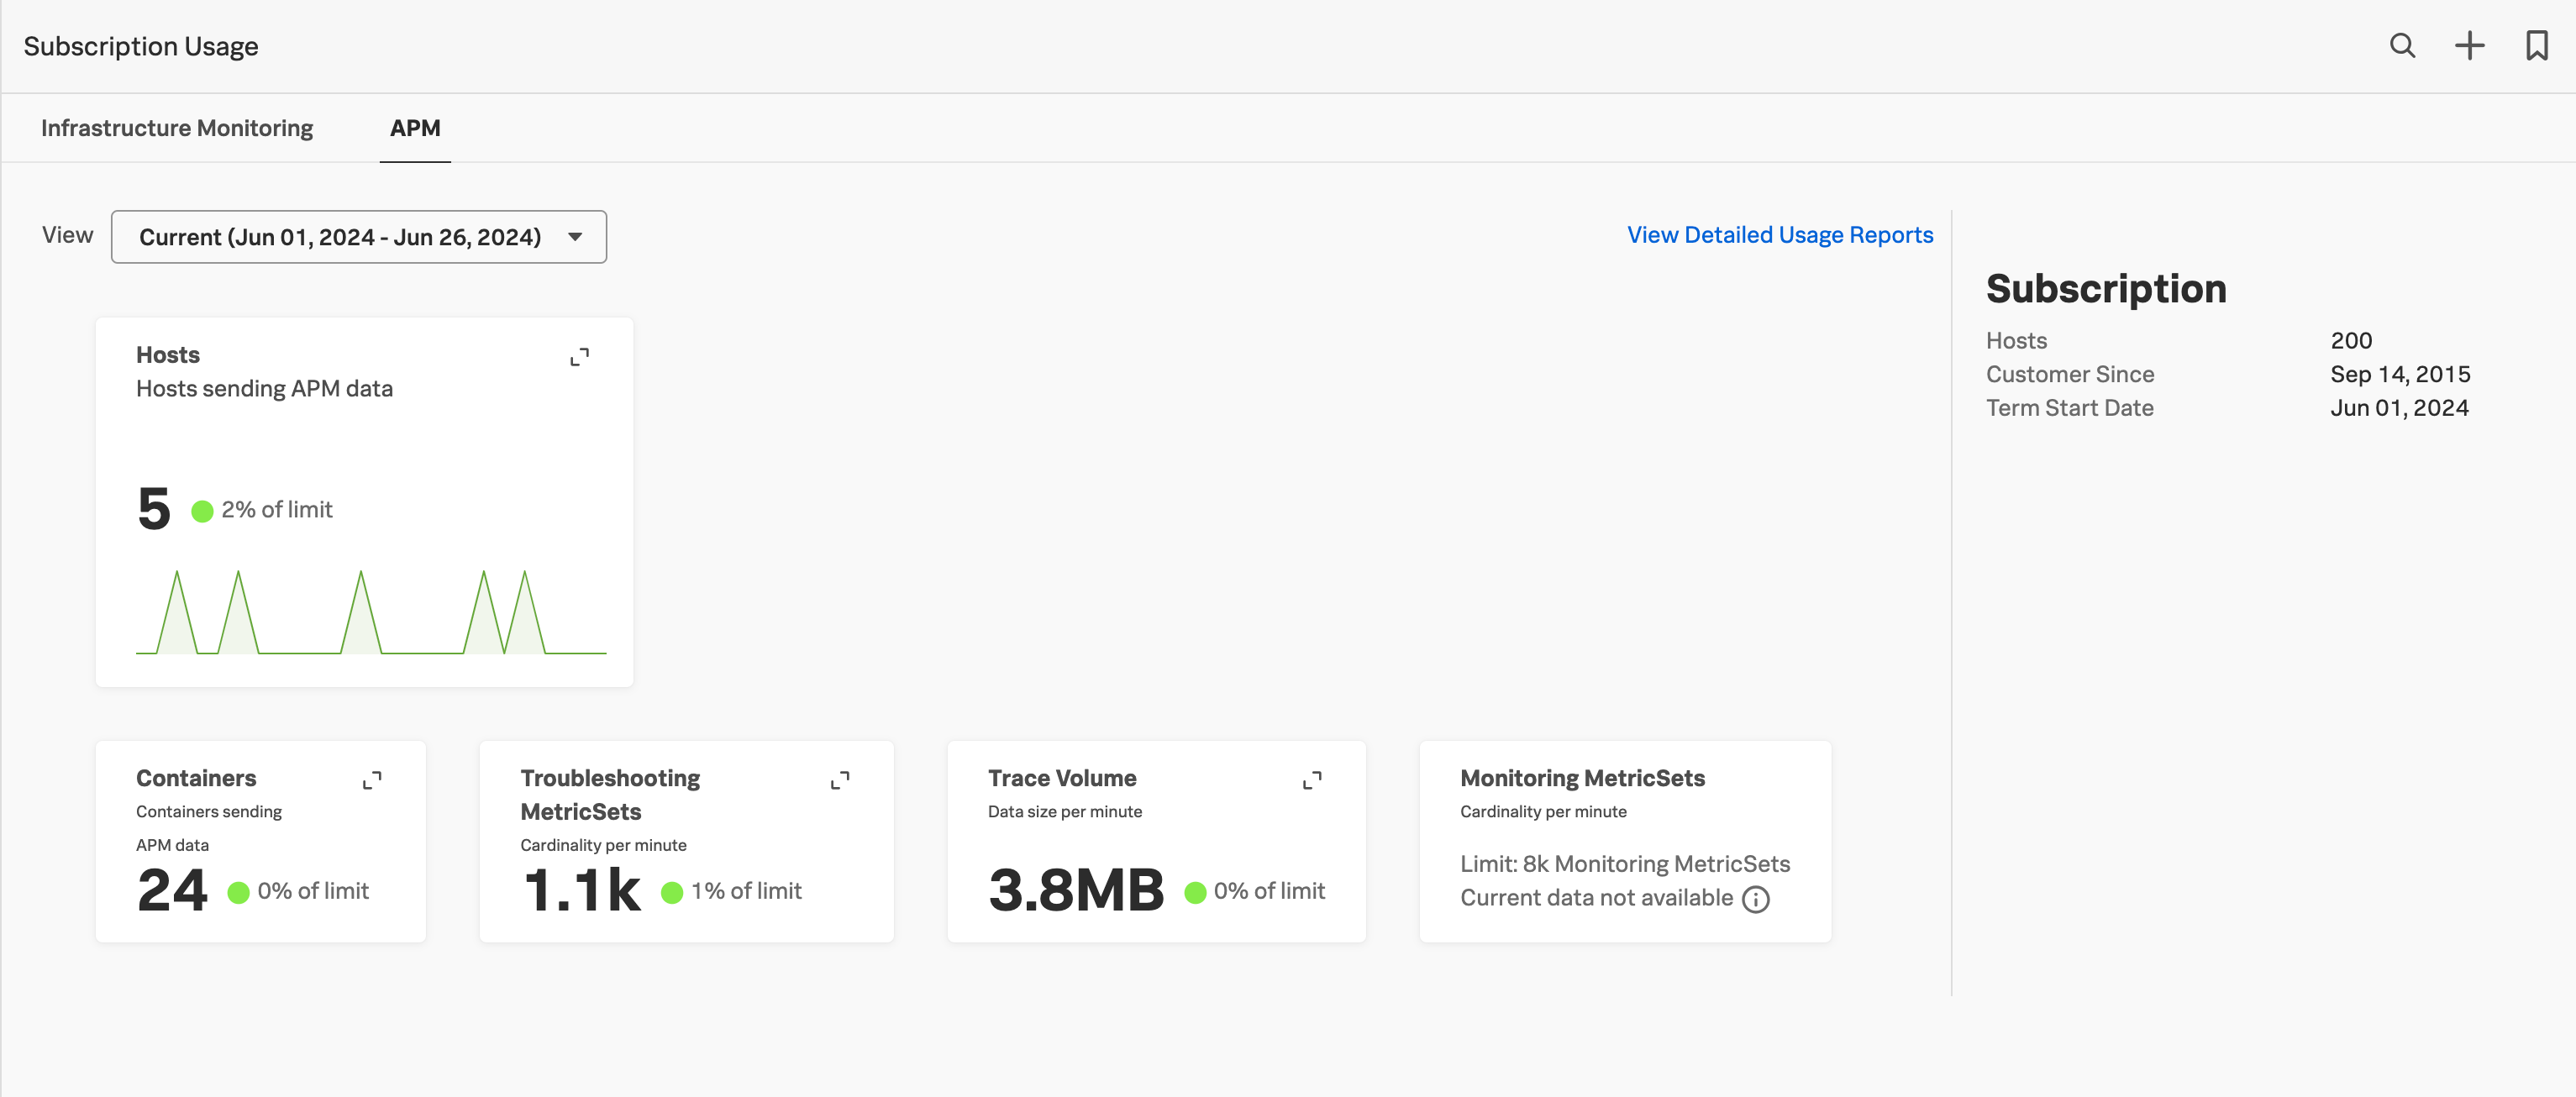 Subscription Usage
Infrastructure Monitoring
APM
View
Current (Jun 01, 2024 - Jun 26, 2024)
View Detailed Usage Reports
Hosts
Hosts sending APM data
5
2% of limit
Containers
Containers sending
APM data
24
0% of limit
Troubleshooting
MetricSets
Cardinality per minute
1.1k
1% of limit
Trace Volume
Data size per minute
3.8MB
0% of limit
Monitoring MetricSets
Cardinality per minute
Limit: 8k Monitoring MetricSets
Current data not available
Subscription
Hosts 200
Customer Since Sep 14, 2015
Term Start Date Jun 01, 2024